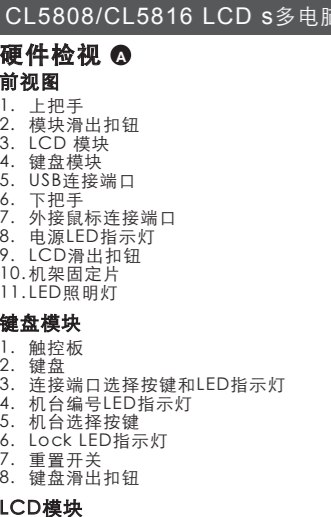 CL5808/CL5816 LCD s多电脑
硬件检视 A
前视图
1. 上把手
2. 模块滑出扣钮
3. LCD 模块
4. 键盘模块
5. USB连接端口
6. 下把手
7. 外接鼠标连接端口
8. 电源LED指示灯
9. LCD滑出扣钮
10.机架固定片
11.LED照明灯
键盘模块
1. 触控板
2. 键盘
3. 连接端口选择按键和LED指示灯
4. 机台编号LED指示灯
5. 机台选择按键
6. Lock LED指示灯
7. 重置开关
8. 键盘滑出扣钮
LCD模块